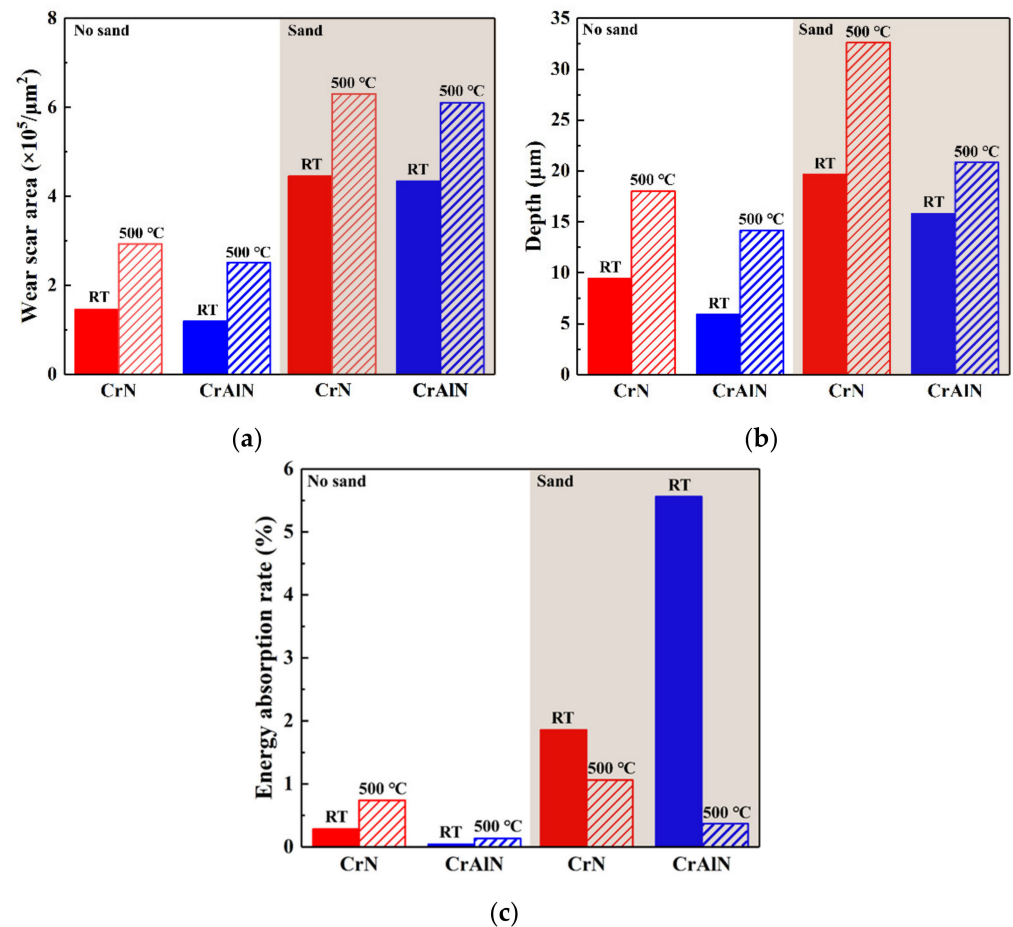 No sand
Sand
Wear scar area (×10⁵/μm²)
8
6
4
2
0
RT
500 °C
RT
500 °C
RT
500 °C
RT
500 °C
CrN
CrAlN
CrN
CrAlN
(a)
No sand
Sand
Depth (μm)
35
30
25
20
15
10
5
0
RT
500 °C
RT
500 °C
RT
500 °C
RT
500 °C
CrN
CrAlN
CrN
CrAlN
(b)
No sand
Sand
Energy absorption rate (%)
6
5
4
3
2
1
0
RT
500 °C
RT
500 °C
RT
500 °C
RT
500 °C
CrN
CrAlN
CrN
CrAlN
(c)